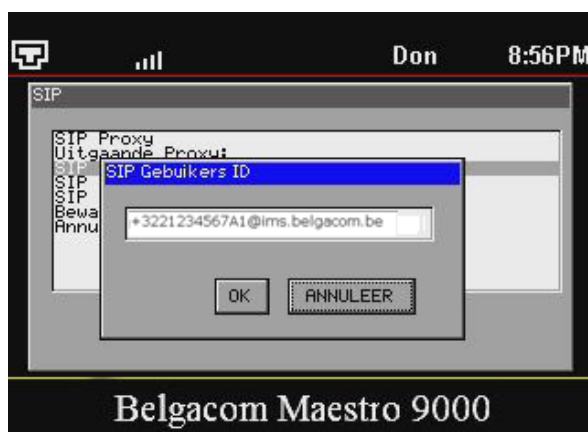 Don 8:56PM
SIP
SIP Proxy
Uitgaande Proxy:
SIP
SIP
SIP
Bewa
Annu
SIP Gebuikers ID
+3221234567A1@ims.belgacom.be
OK ANNULEER
Belgacom Maestro 9000